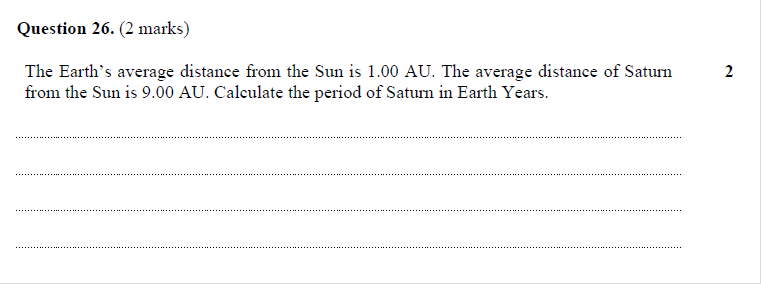 Question 26. (2 marks)
The Earth's average distance from the Sun is 1.00 AU. The average distance of Saturn 2
from the Sun is 9.00 AU. Calculate the period of Saturn in Earth Years.